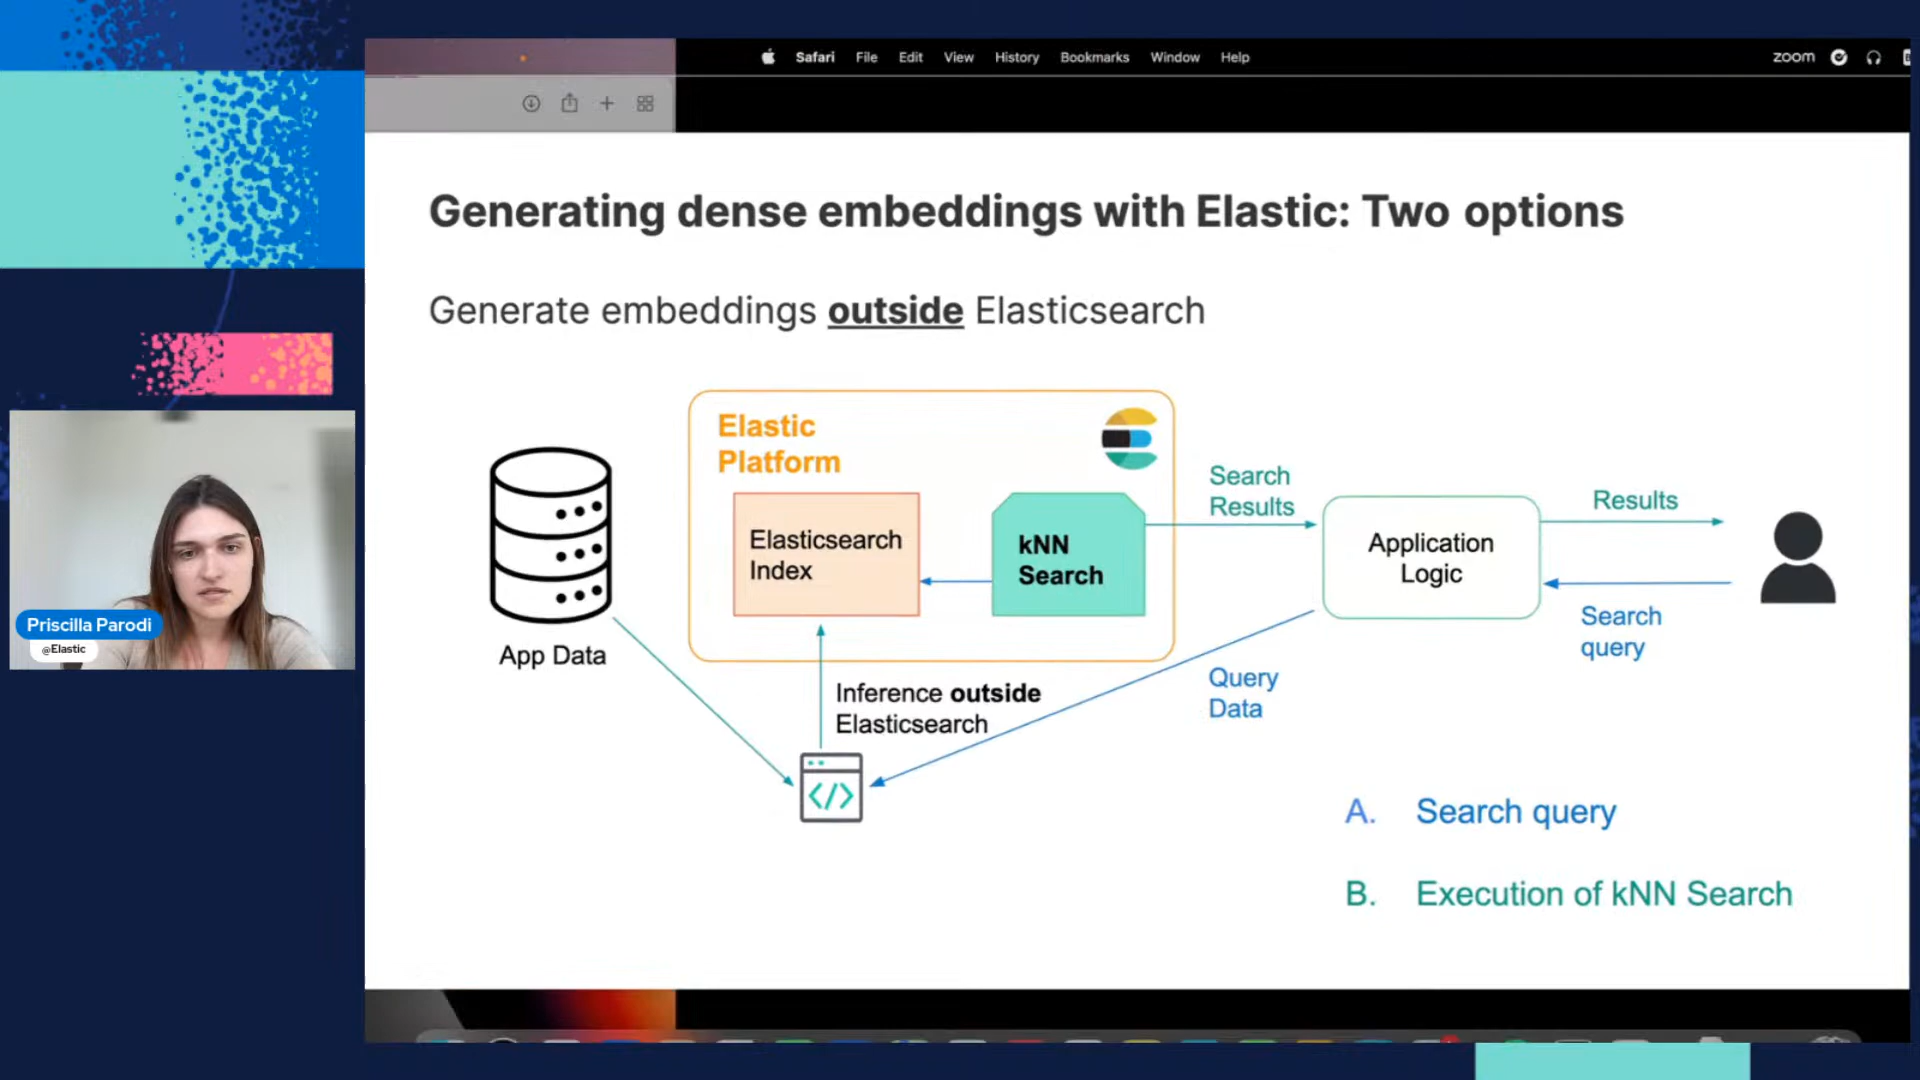 Safari File Edit View History Bookmarks Window Help
zoom
Generating dense embeddings with Elastic: Two options
Generate embeddings outside Elasticsearch
Elastic
Platform
Elasticsearch
Index
kNN
Search
Search
Results
Application
Logic
Results
Search
query
App Data
Inference outside
Elasticsearch
Query
Data
</>
A. Search query
B. Execution of kNN Search
Priscilla Parodi
@Elastic